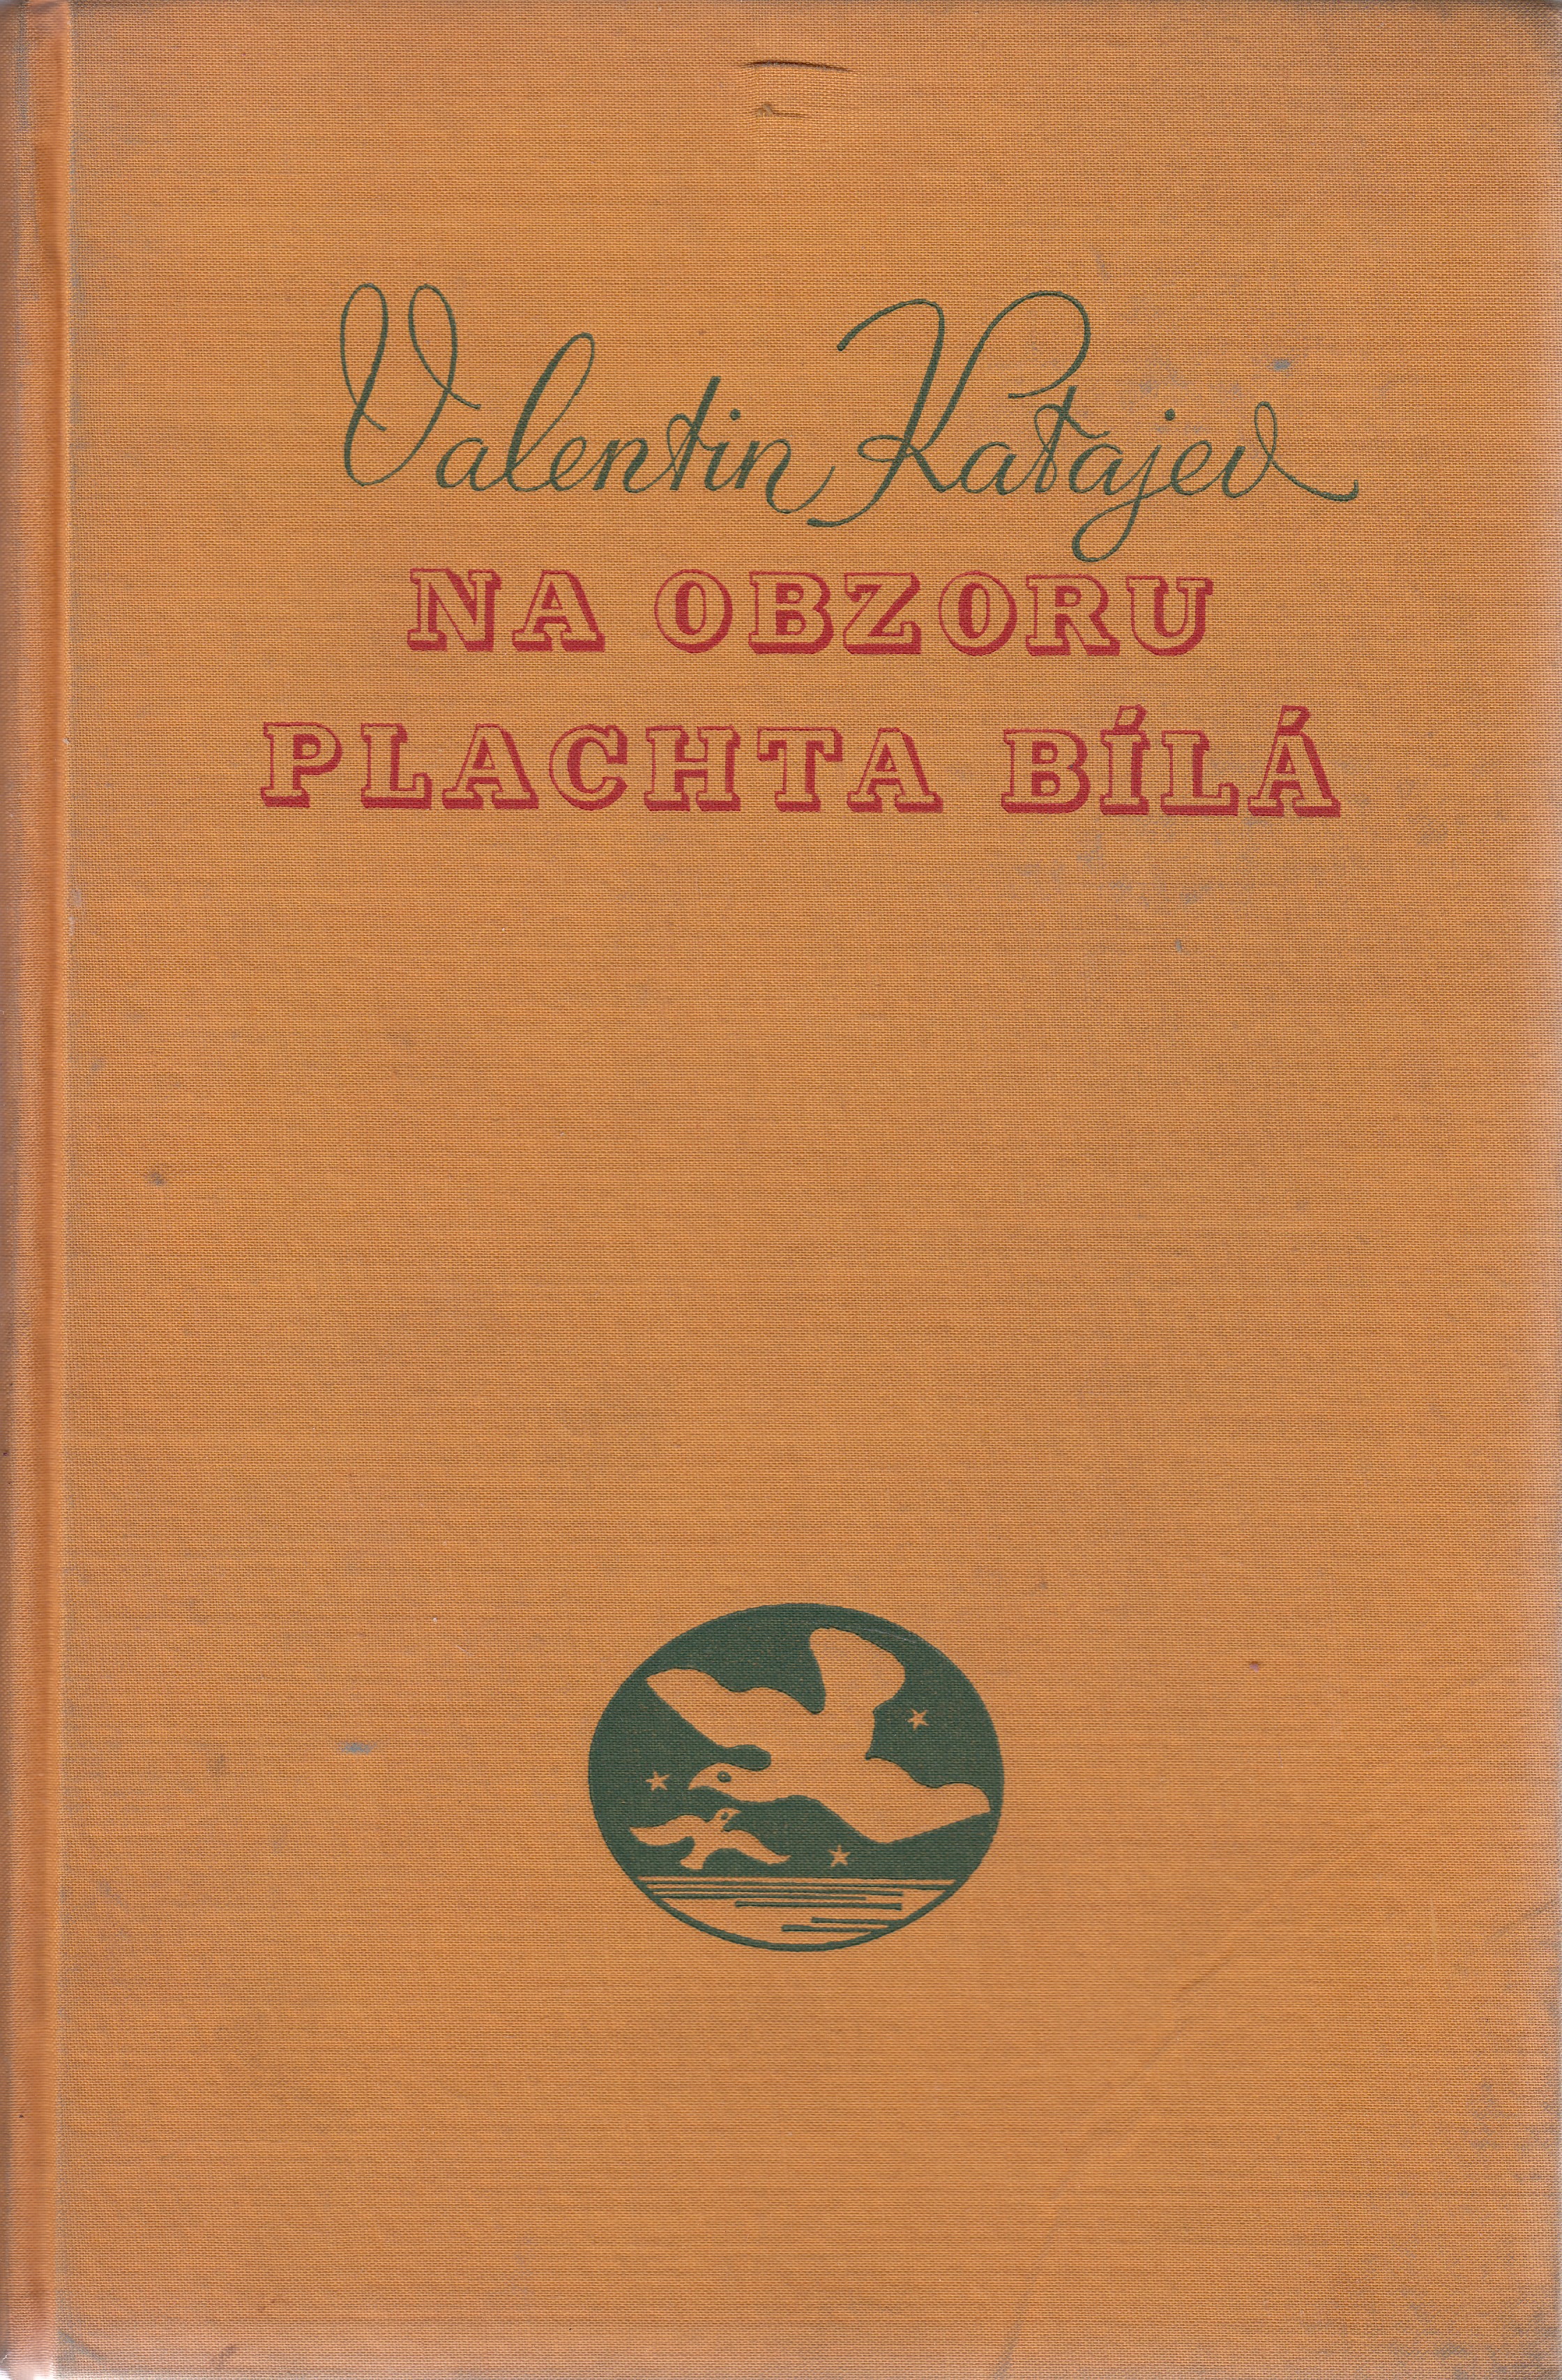 Valentin Katajev
NA OBZORU
PLACHTA BÍLÁ